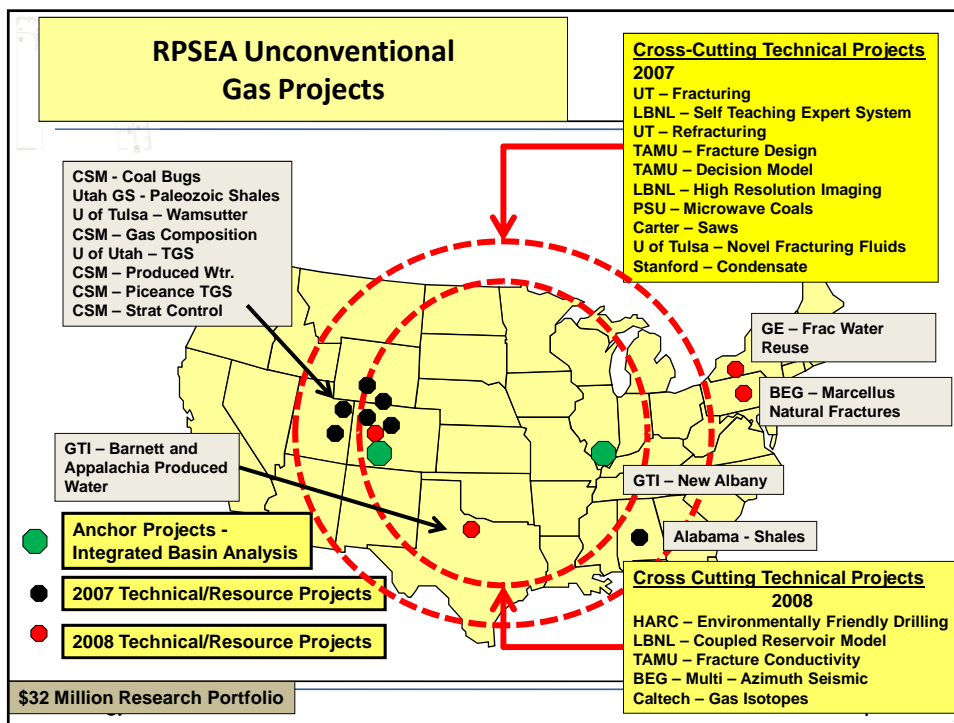 RPSEA Unconventional
Gas Projects
Cross-Cutting Technical Projects
2007
UT – Fracturing
LBNL – Self Teaching Expert System
UT – Refracturing
TAMU – Fracture Design
TAMU – Decision Model
LBNL – High Resolution Imaging
PSU – Microwave Coals
Carter – Saws
U of Tulsa – Novel Fracturing Fluids
Stanford – Condensate
CSM - Coal Bugs
Utah GS - Paleozoic Shales
U of Tulsa – Wamsutter
CSM – Gas Composition
U of Utah – TGS
CSM – Produced Wtr.
CSM – Piceance TGS
CSM – Strat Control
GE – Frac Water
Reuse
BEG – Marcellus
Natural Fractures
GTI – Barnett and
Appalachia Produced
Water
GTI – New Albany
Alabama - Shales
Anchor Projects -
Integrated Basin Analysis
2007 Technical/Resource Projects
2008 Technical/Resource Projects
Cross Cutting Technical Projects
2008
HARC – Environmentally Friendly Drilling
LBNL – Coupled Reservoir Model
TAMU – Fracture Conductivity
BEG – Multi – Azimuth Seismic
Caltech – Gas Isotopes
$32 Million Research Portfolio